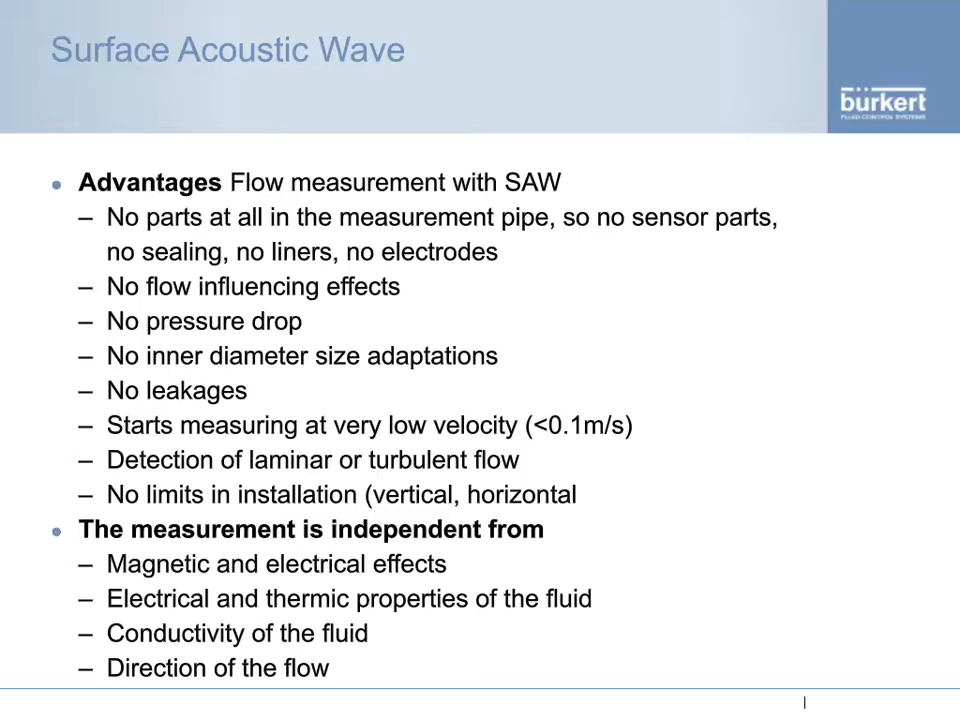 Surface Acoustic Wave
bürkert
FLUID CONTROL SYSTEMS
• Advantages Flow measurement with SAW
– No parts at all in the measurement pipe, so no sensor parts,
no sealing, no liners, no electrodes
– No flow influencing effects
– No pressure drop
– No inner diameter size adaptations
– No leakages
– Starts measuring at very low velocity (<0.1m/s)
– Detection of laminar or turbulent flow
– No limits in installation (vertical, horizontal
• The measurement is independent from
– Magnetic and electrical effects
– Electrical and thermic properties of the fluid
– Conductivity of the fluid
– Direction of the flow
|